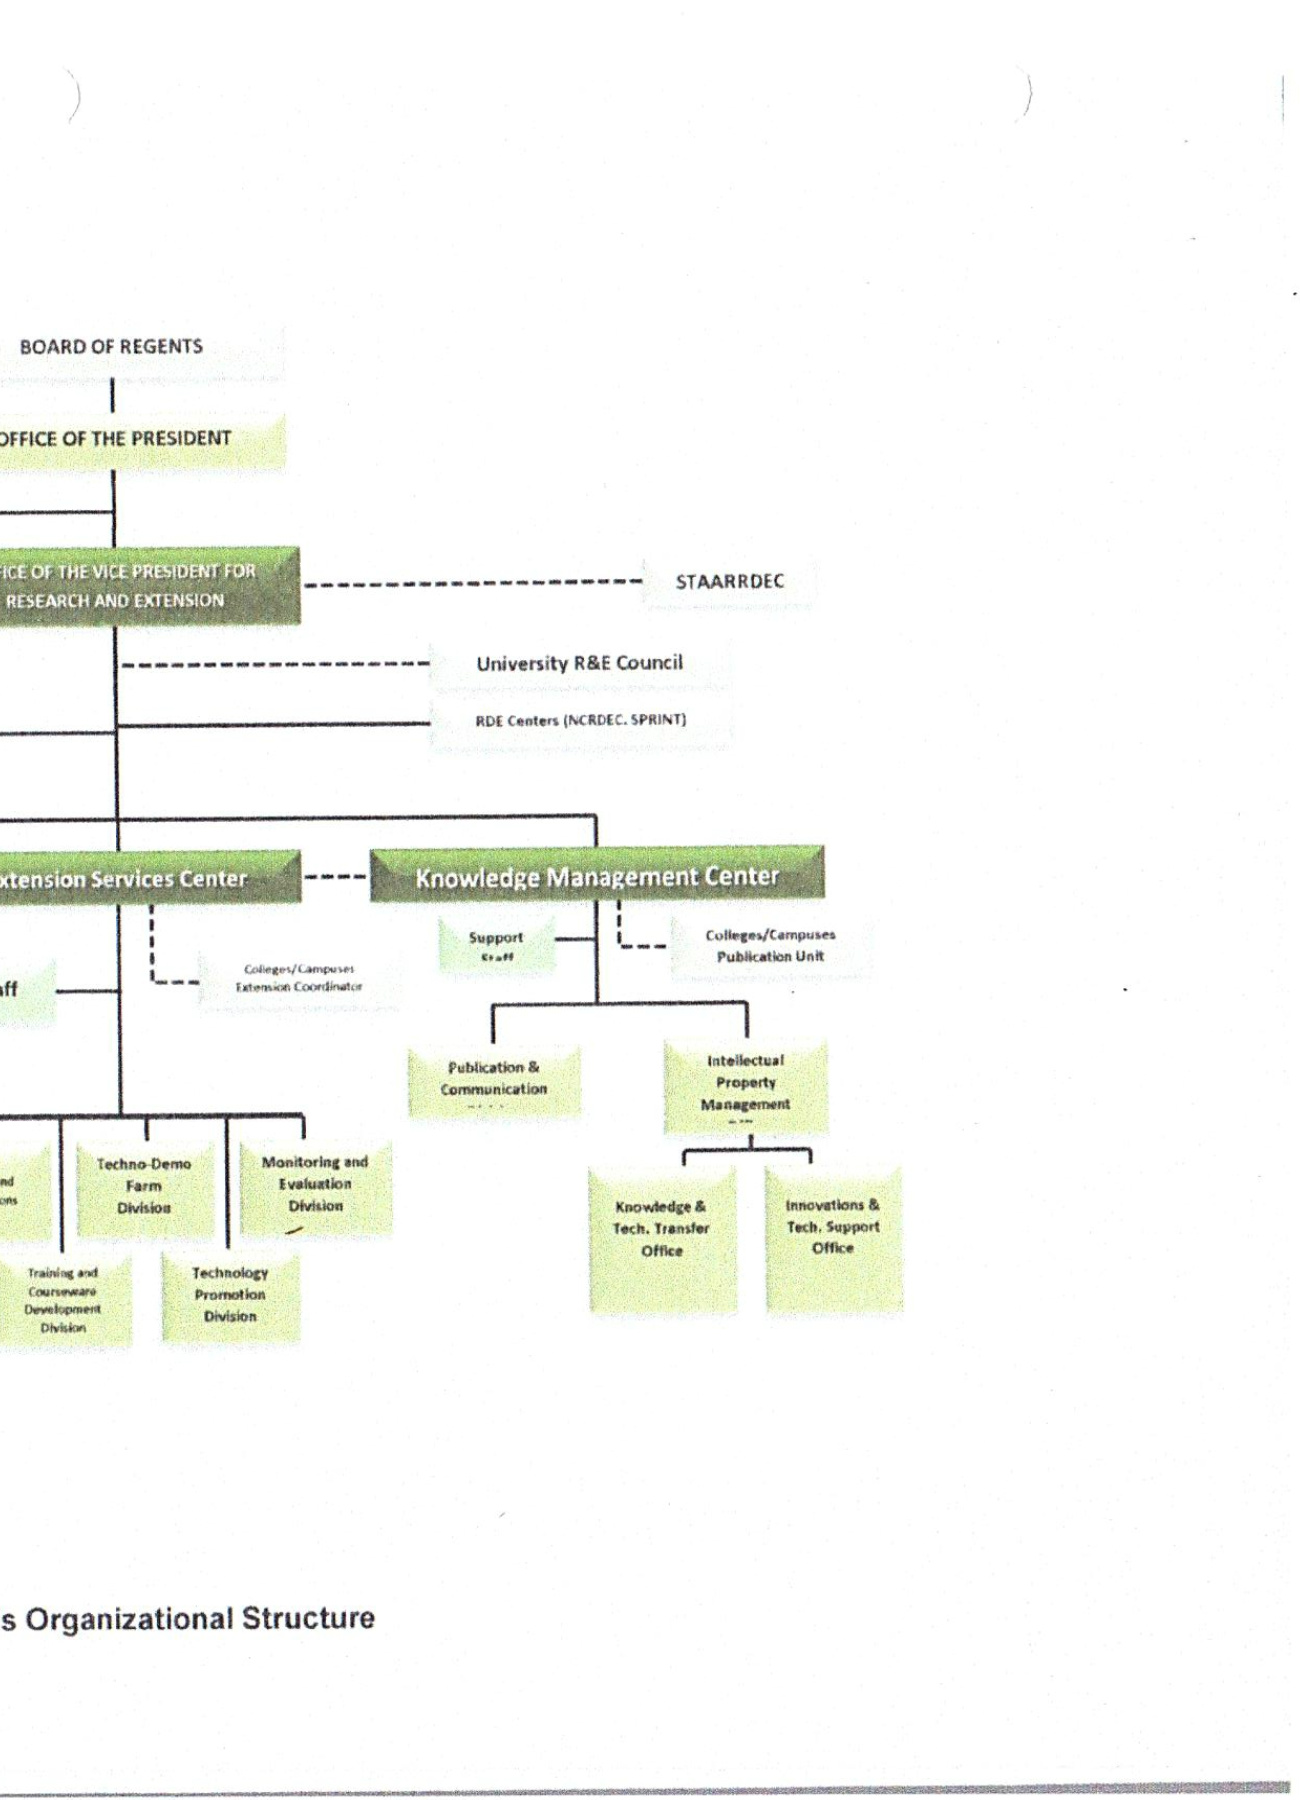 BOARD OF REGENTS
OFFICE OF THE PRESIDENT
ICE OF THE VICE PRESIDENT FOR
RESEARCH AND EXTENSION
STAARRDEC
University R&E Council
RDE Centers (NCRDEC. SPRINT)
xtension Services Center
Knowledge Management Center
Support
Staff
Colleges/Campuses
Publication Unit
Colleges/Campuses
Extension Coordinator
ff
Publication &
Communication
Intellectual
Property
Management
nd
ons
Techno-Demo
Farm
Division
Monitoring and
Evaluation
Division
Knowledge &
Tech. Transfer
Office
Innovations &
Tech. Support
Office
Training and
Courseware
Development
Division
Technology
Promotion
Division
s Organizational Structure